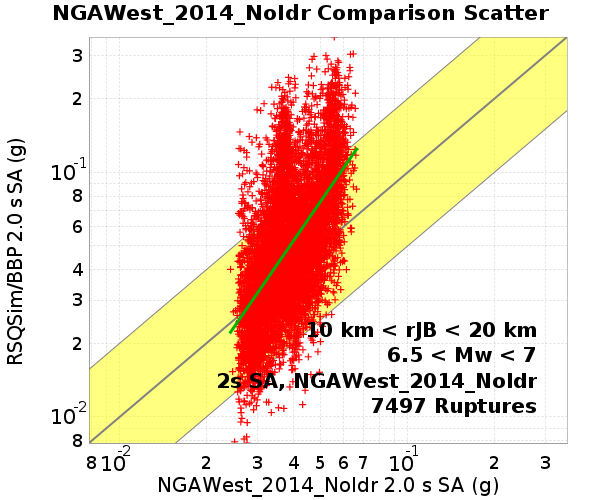 NGAWest_2014_NoIdr Comparison Scatter
RSQSim/BBP 2.0 s SA (g)
3
2
10-1
8
6
4
3
2
10-2
8
10 km < rJB < 20 km
6.5 < Mw < 7
2s SA, NGAWest_2014_NoIdr
7497 Ruptures
8 10-2 2 3 4 5 6 7 10-1 2 3
NGAWest_2014_NoIdr 2.0 s SA (g)